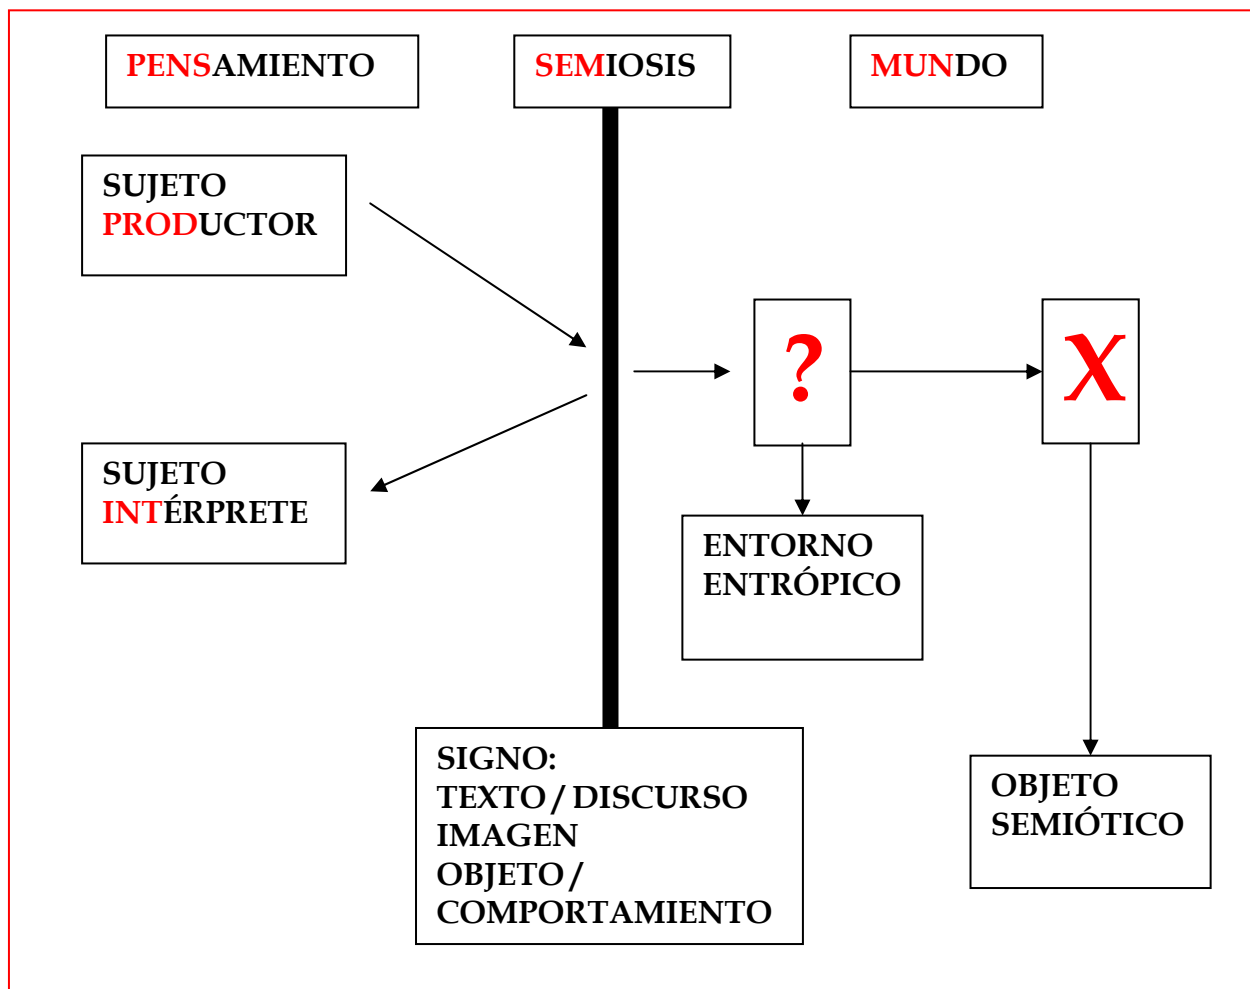 PENSAMIENTO
SEMIOSIS
MUNDO
SUJETO
PRODUCTOR
?
X
SUJETO
INTÉRPRETE
ENTORNO
ENTRÓPICO
SIGNO:
TEXTO / DISCURSO
IMAGEN
OBJETO /
COMPORTAMIENTO
OBJETO
SEMIÓTICO